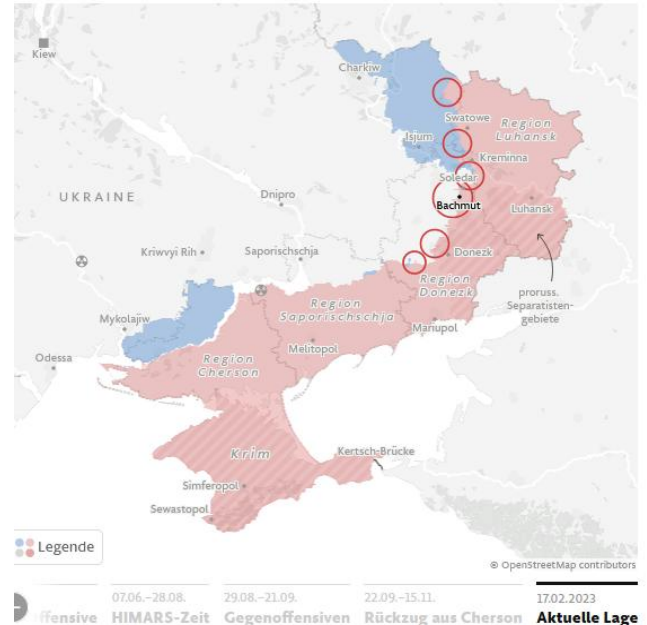 Kiew
Charkiw
Swatowe
Region
Luhansk
Isjum
Kreminna
Soledar
UKRAINE
Dnipro
Bachmut
Luhansk
Kriwyi Rih
Saporischschja
Donezk
Region
Donezk
proruss.
Separatisten-
gebiete
Mykolajiw
Region
Saporischschja
Mariupol
Odessa
Melitopol
Region
Cherson
Krim
Kertsch-Brücke
Simferopol
Sewastopol
Legende
© OpenStreetMap contributors
07.06.–28.08. 29.08.–21.09. 22.09.–15.11. 17.02.2023
ffensive HIMARS-Zeit Gegenoffensiven Rückzug aus Cherson Aktuelle Lage